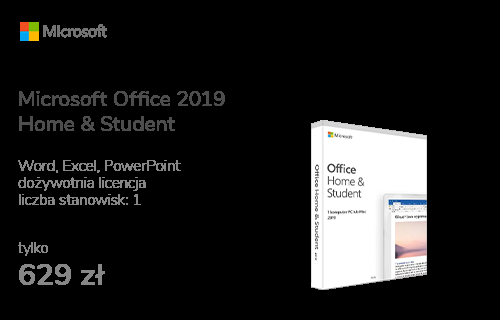 Microsoft
Microsoft Office 2019
Home & Student
Word, Excel, PowerPoint
dożywotnia licencja
liczba stanowisk: 1
tylko
629 zł
Microsoft
Office
Home &
Student
2019
Office Home & Student